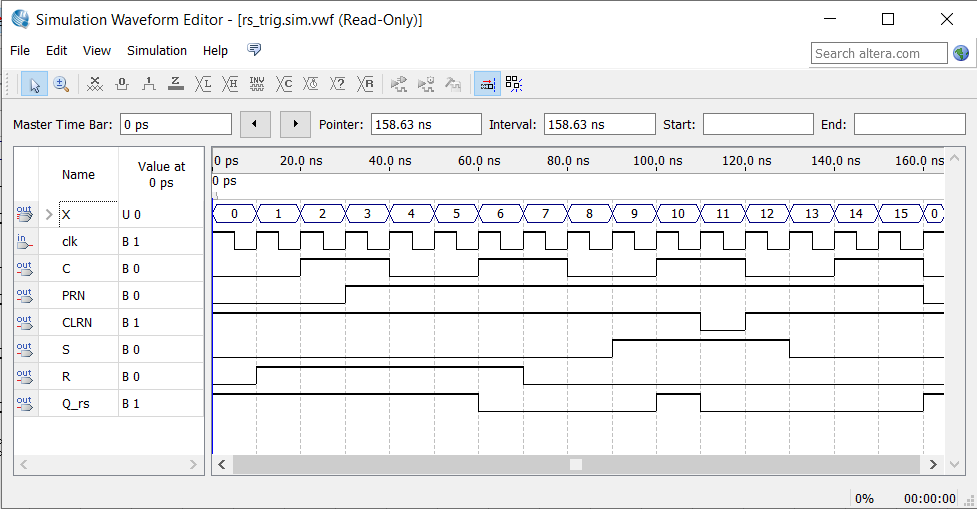 Simulation Waveform Editor - [rs_trig.sim.vwf (Read-Only)]
File Edit View Simulation Help
Search altera.com
Master Time Bar: 0 ps Pointer: 158.63 ns Interval: 158.63 ns Start: End:
Name Value at 0 ps
0 ps 20.0 ns 40.0 ns 60.0 ns 80.0 ns 100.0 ns 120.0 ns 140.0 ns 160.0 ns
0 ps
out X U 0 0 1 2 3 4 5 6 7 8 9 10 11 12 13 14 15 0
in clk B 1
out C B 0
out PRN B 0
out CLRN B 1
out S B 0
out R B 0
out Q_rs B 1
0% 00:00:00